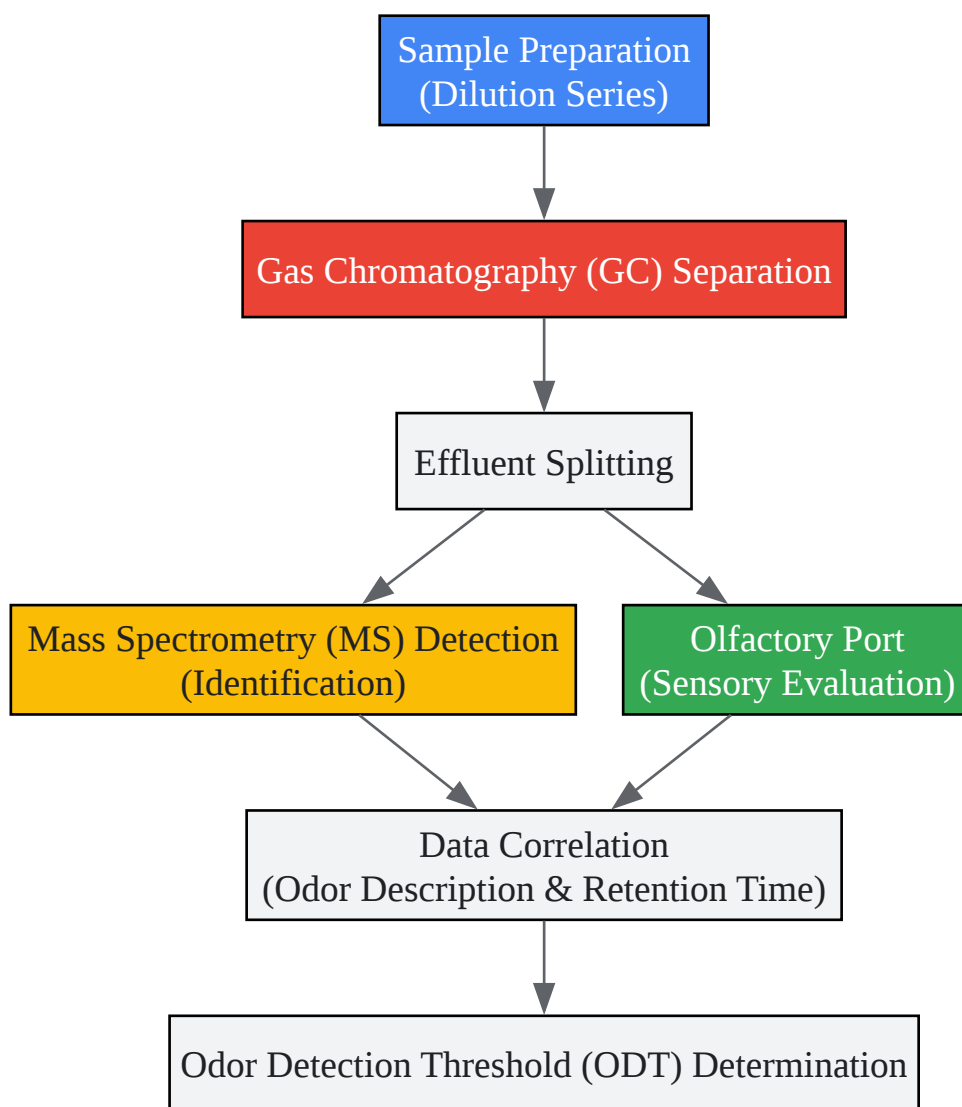 Sample Preparation
(Dilution Series)
Gas Chromatography (GC) Separation
Effluent Splitting
Mass Spectrometry (MS) Detection
(Identification)
Olfactory Port
(Sensory Evaluation)
Data Correlation
(Odor Description & Retention Time)
Odor Detection Threshold (ODT) Determination